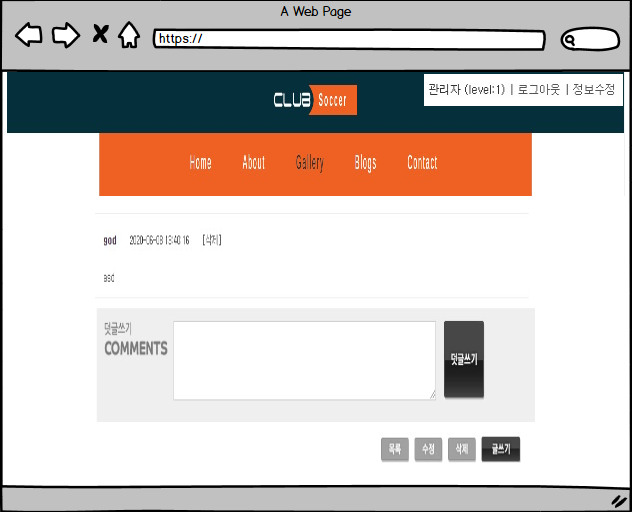 A Web Page
https://
CLUB Soccer
관리자 (level:1) | 로그아웃 | 정보수정
Home About Gallery Blogs Contact
god 2020-06-08 13:40:16 [삭제]
asd
덧글쓰기
COMMENTS
덧글쓰기
목록 수정 삭제 글쓰기